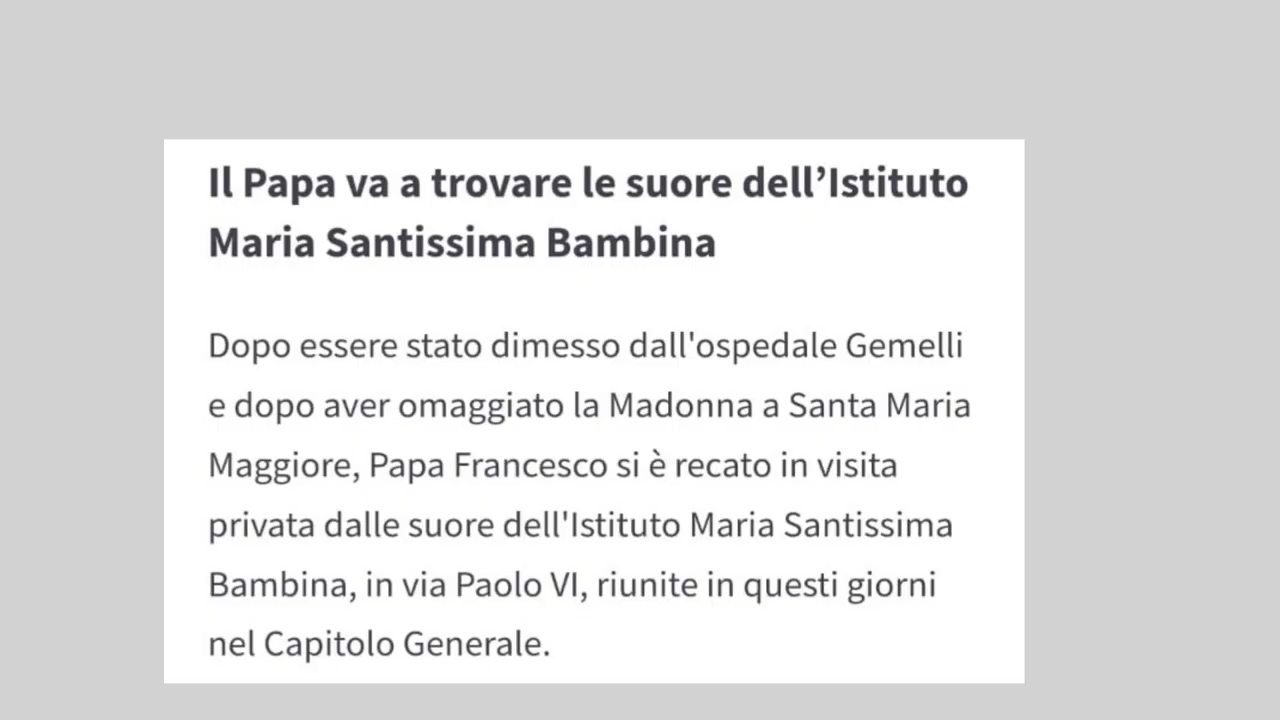 Il Papa va a trovare le suore dell’Istituto
Maria Santissima Bambina
Dopo essere stato dimesso dall'ospedale Gemelli
e dopo aver omaggiato la Madonna a Santa Maria
Maggiore, Papa Francesco si è recato in visita
privata dalle suore dell'Istituto Maria Santissima
Bambina, in via Paolo VI, riunite in questi giorni
nel Capitolo Generale.